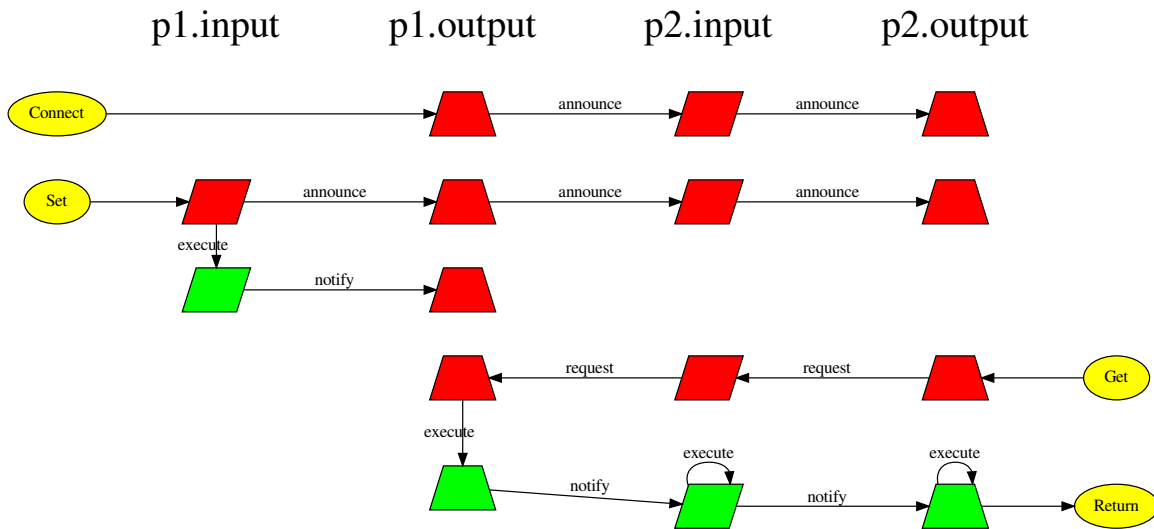 p1.input p1.output p2.input p2.output
Connect announce announce
Set announce announce
execute
notify
request request Get
execute execute execute
notify notify Return